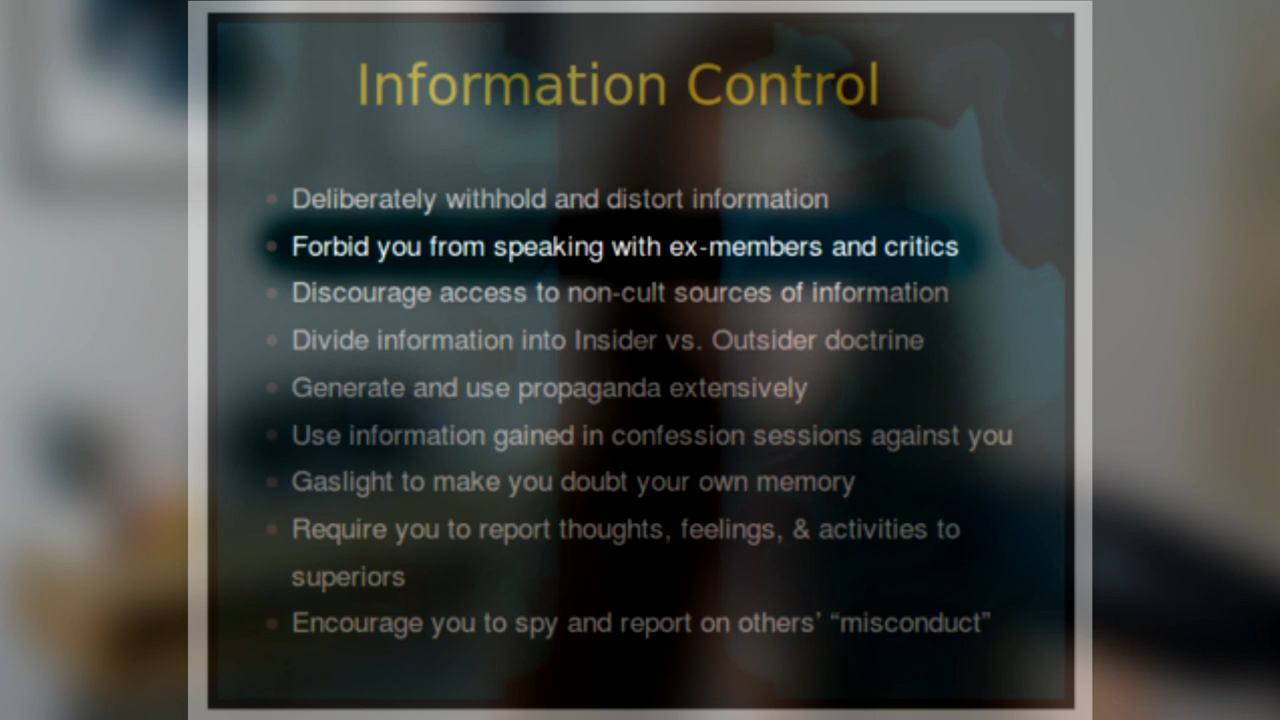 Information Control
• Deliberately withhold and distort information
• Forbid you from speaking with ex-members and critics
• Discourage access to non-cult sources of information
• Divide information into Insider vs. Outsider doctrine
• Generate and use propaganda extensively
• Use information gained in confession sessions against you
• Gaslight to make you doubt your own memory
• Require you to report thoughts, feelings, & activities to
superiors
• Encourage you to spy and report on others’ “misconduct”